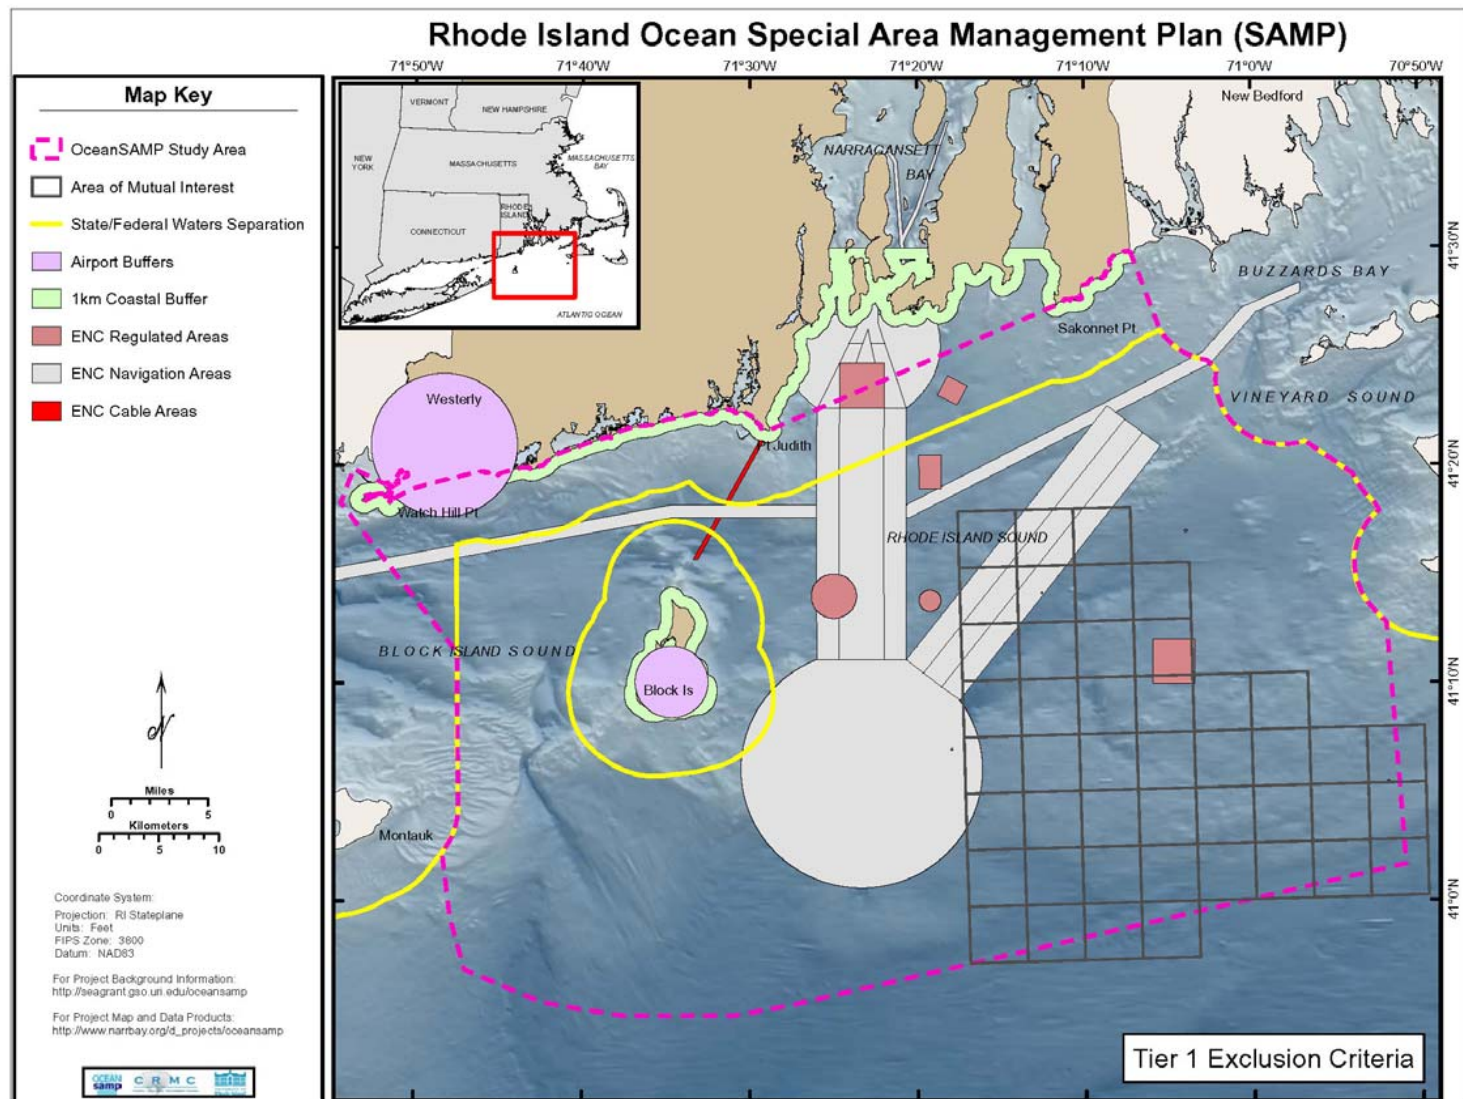 Rhode Island Ocean Special Area Management Plan (SAMP)
Map Key
OceanSAMP Study Area
Area of Mutual Interest
State/Federal Waters Separation
Airport Buffers
1km Coastal Buffer
ENC Regulated Areas
ENC Navigation Areas
ENC Cable Areas
N
Miles
0 5
Kilometers
0 5 10
Coordinate System:
Projection: RI Stateplane
Units: Feet
FIPS Zone: 3800
Datum: NAD83
For Project Background Information:
http://seagrant.gso.uri.edu/oceansamp
For Project Map and Data Products:
http://www.narrbay.org/d_projects/oceansamp
OCEAN
samp
CRMC
71°50'W 71°40'W 71°30'W 71°20'W 71°10'W 71°0'W 70°50'W
VERMONT
NEW HAMPSHIRE
NEW
YORK
MASSACHUSETTS
MASSACHUSETTS
BAY
CONNECTICUT
RHODE
ISLAND
ATLANTIC OCEAN
New Bedford
NARRAGANSETT
BAY
41°30'N
BUZZARDS BAY
Sakonnet Pt.
Westerly
VINEYARD SOUND
Pt Judith
41°20'N
Watch Hill Pt
RHODE ISLAND SOUND
BLOCK ISLAND SOUND
Block Is
41°10'N
Montauk
41°0'N
Tier 1 Exclusion Criteria